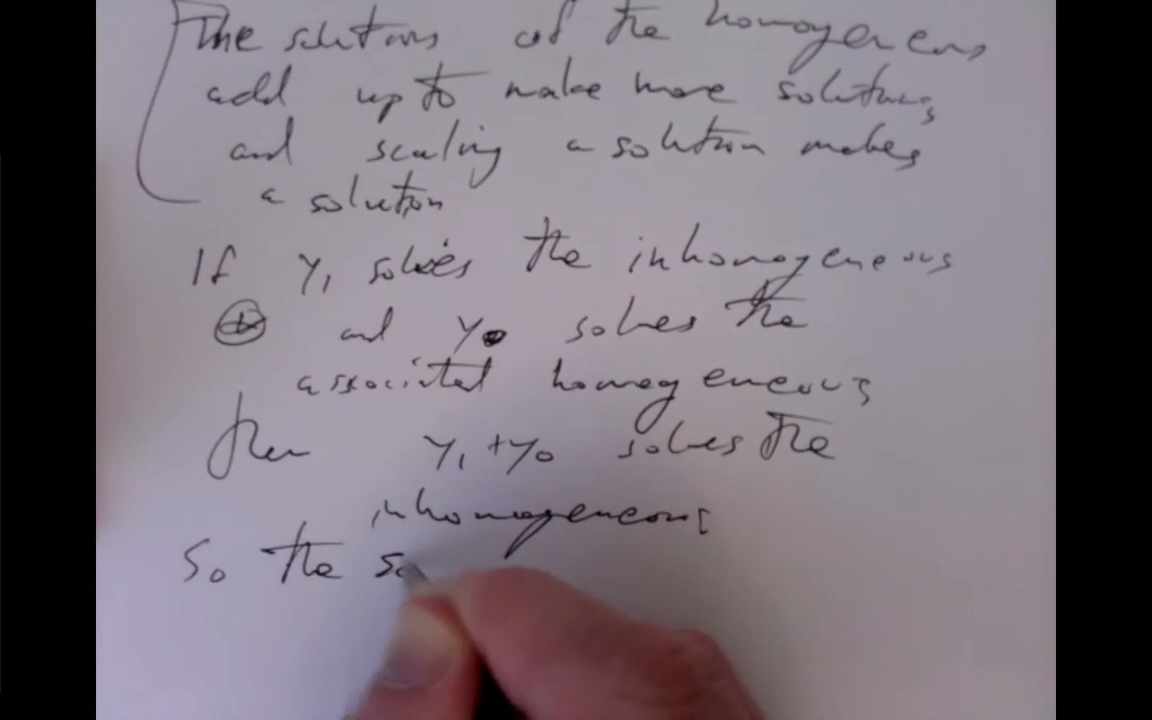 The solutions of the homogeneous
add up to make more solutions,
and scaling a solution makes
a solution
If y₁ solves the inhomogeneous
and y₀ solves the
associated homogeneous
then y₁ + y₀ solves the
inhomogeneous
So the so